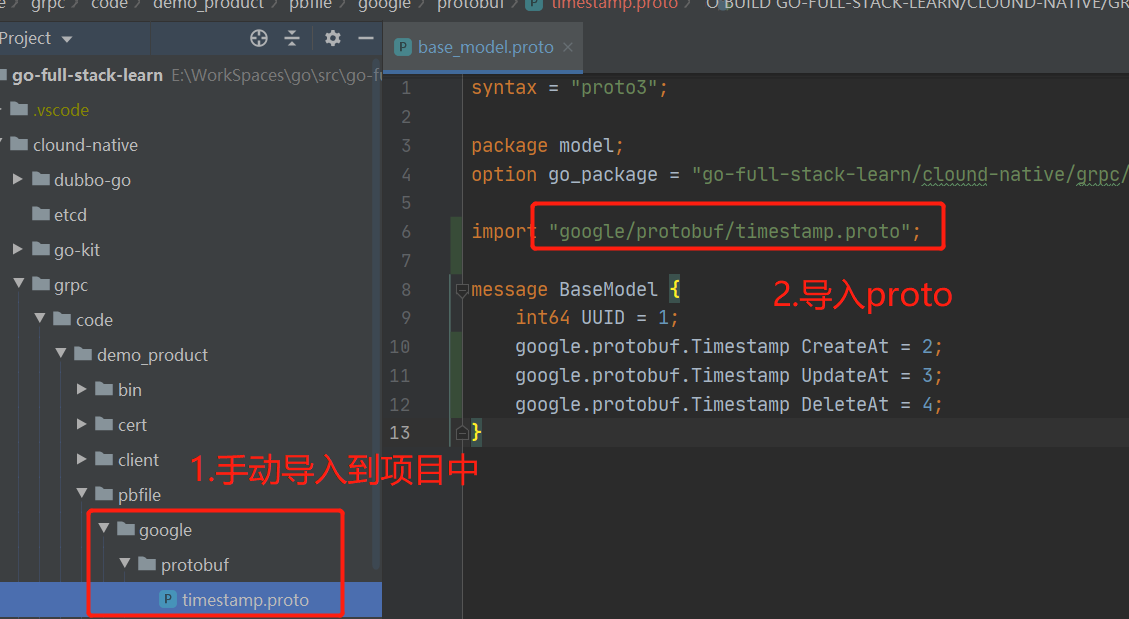 grpc code demo_product pbfile google protobuf timestamp.proto BUILD GO-FULL-STACK-LEARN/CLOUND-NATIVE/GR
Project
base_model.proto
go-full-stack-learn E:\WorkSpaces\go\src\go-fu
.vscode
clound-native
dubbo-go
etcd
go-kit
grpc
code
demo_product
bin
cert
client
pbfile
google
protobuf
timestamp.proto
1.手动导入到项目中
1 syntax = "proto3";
2
3 package model;
4 option go_package = "go-full-stack-learn/clound-native/grpc/
5
6 import "google/protobuf/timestamp.proto";
7
8 message BaseModel {
9 int64 UUID = 1;
10 google.protobuf.Timestamp CreateAt = 2;
11 google.protobuf.Timestamp UpdateAt = 3;
12 google.protobuf.Timestamp DeleteAt = 4;
13 }
2.导入proto